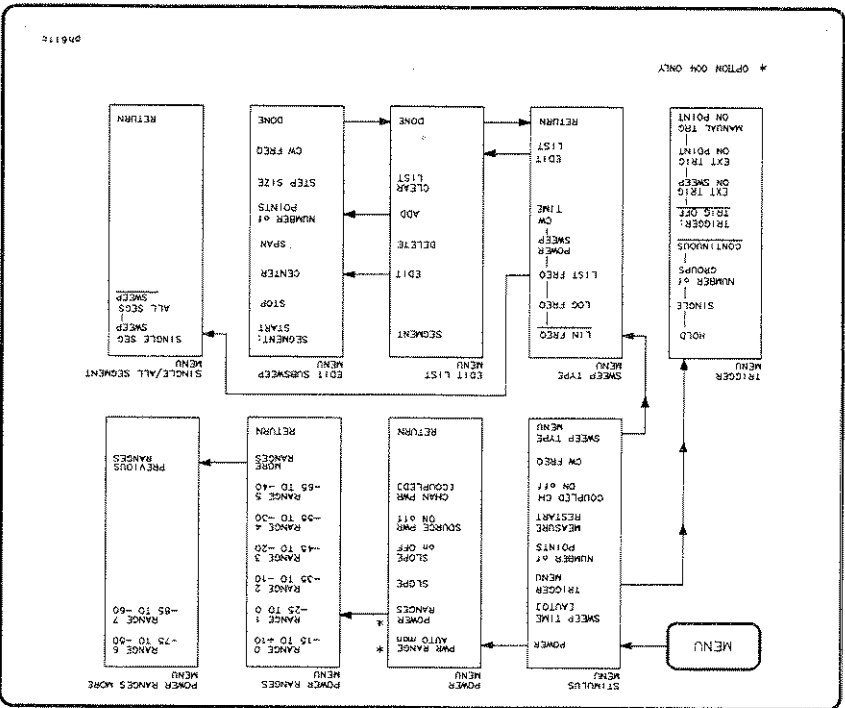 MENU
STIMULUS
MENU
POWER
SWEEP TIME
[AUTO]
TRIGGER
MENU
NUMBER of
POINTS
MEASURE
RESTART
COUPLED CH
ON off
CW FREQ
SWEEP TYPE
MENU
POWER
MENU
PWR RANGE *
AUTO man
POWER *
RANGES
SLOPE
SLOPE
on OFF
SOURCE PWR
ON off
CHAN PWR
[COUPLED]
RETURN
POWER RANGES
MENU
RANGE 0
-15 TO +10
RANGE 1
-25 TO 0
RANGE 2
-35 TO -10
RANGE 3
-45 TO -20
RANGE 4
-55 TO -30
RANGE 5
-65 TO -40
MORE
RANGES
RETURN
POWER RANGES MORE
MENU
RANGE 6
-75 TO -50
RANGE 7
-85 TO -60
PREVIOUS
RANGES
TRIGGER
MENU
HOLD
SINGLE
NUMBER of
GROUPS
CONTINUOUS
TRIGGER:
TRIG OFF
EXT TRIG
ON SWEEP
EXT TRIG
ON POINT
MANUAL TRG
ON POINT
SWEEP TYPE
MENU
LIN FREQ
LOG FREQ
LIST FREQ
POWER
SWEEP
CW
TIME
EDIT
LIST
RETURN
EDIT LIST
MENU
SEGMENT
EDIT
DELETE
ADD
CLEAR
LIST
DONE
EDIT SUBSWEEP
MENU
SEGMENT:
START
STOP
CENTER
SPAN
NUMBER of
POINTS
STEP SIZE
CW FREQ
DONE
SINGLE/ALL SEGMENT
MENU
SINGLE SEG
SWEEP
ALL SEGS
SWEEP
RETURN
* OPTION 004 ONLY
ph611c